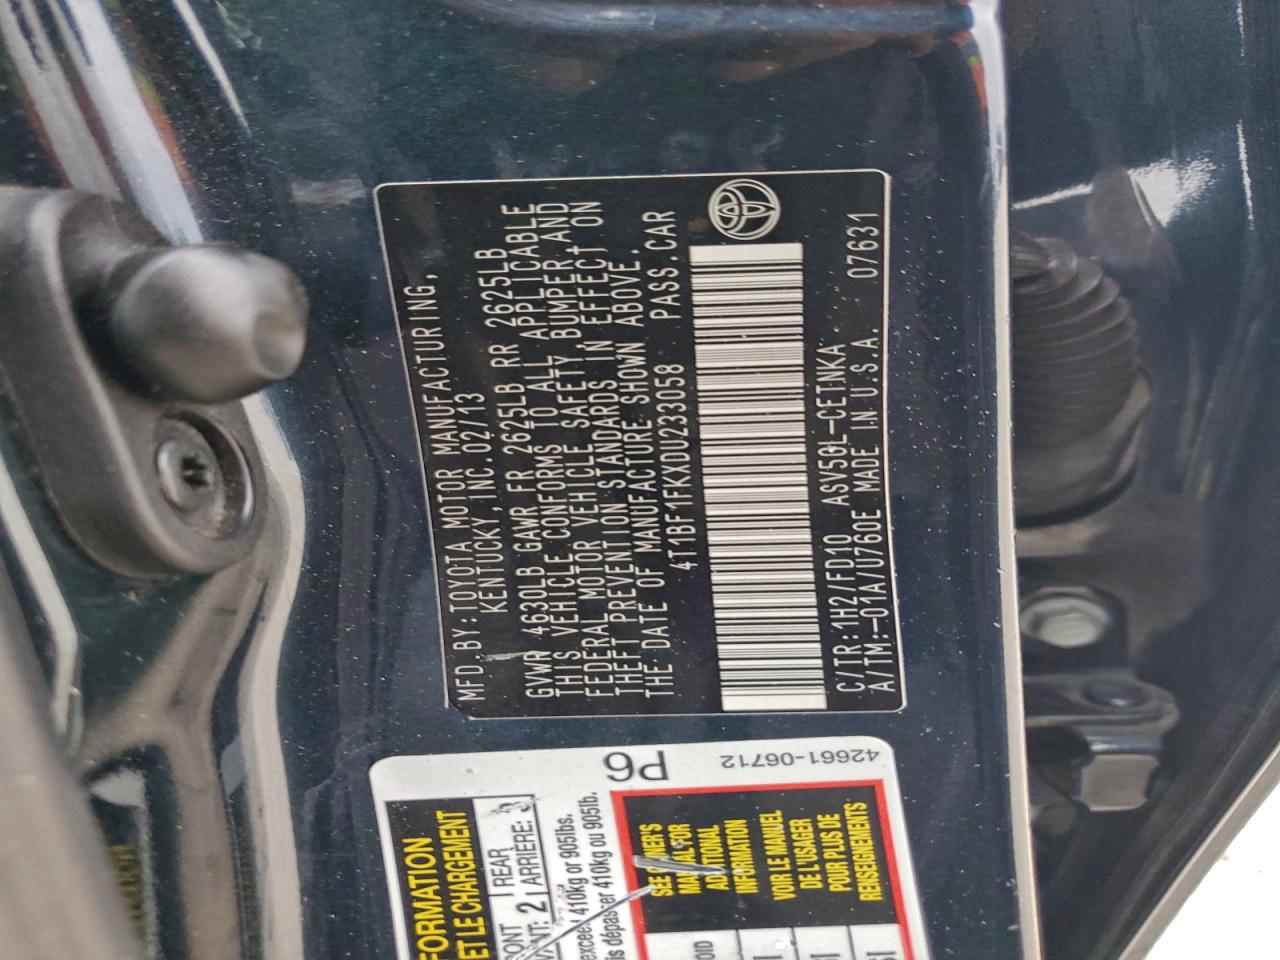 MFD.BY:TOYOTA MOTOR MANUFACTURING,
KENTUCKY,INC. 02/13
GVWR 4630LB GAWR FR 2625LB RR 2625LB
THIS VEHICLE CONFORMS TO ALL APPLICABLE
FEDERAL MOTOR VEHICLE SAFETY, BUMPER, AND
THEFT PREVENTION STANDARDS IN EFFECT ON
THE DATE OF MANUFACTURE SHOWN ABOVE.
4T1BF1FKXDU233058 PASS.CAR
C/TR:1H2/FD10 ASV50L-CETNKA 07631
A/TM:-01A/U760E MADE IN U.S.A.
P6
42661-06712
ET LE CHARGEMENT
REAR
2 ARRIÈRE: 3
410kg or 905lbs.
410kg ou 905lb.
SEE OWNER'S
MANUAL FOR
ADDITIONAL
INFORMATION
VOIR LE MANUEL
DE L'USAGER
POUR PLUS DE
RENSEIGNEMENTS